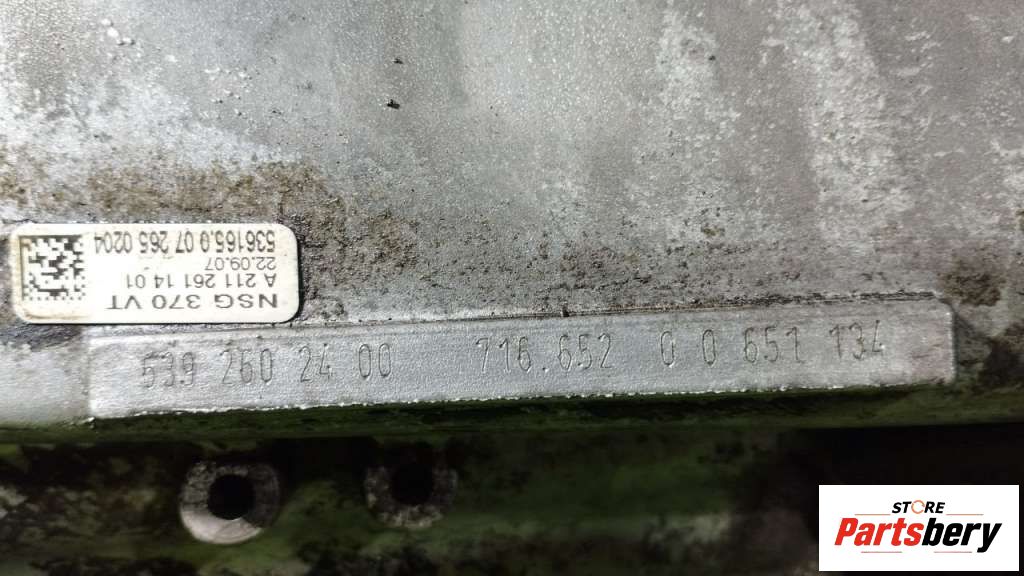 NSG 370 VT
A 211 261 14 01
22.09.07
536165.0 07 265 0204
539 260 24 00 716.652 0 0 651 134
STORE
Partsbery